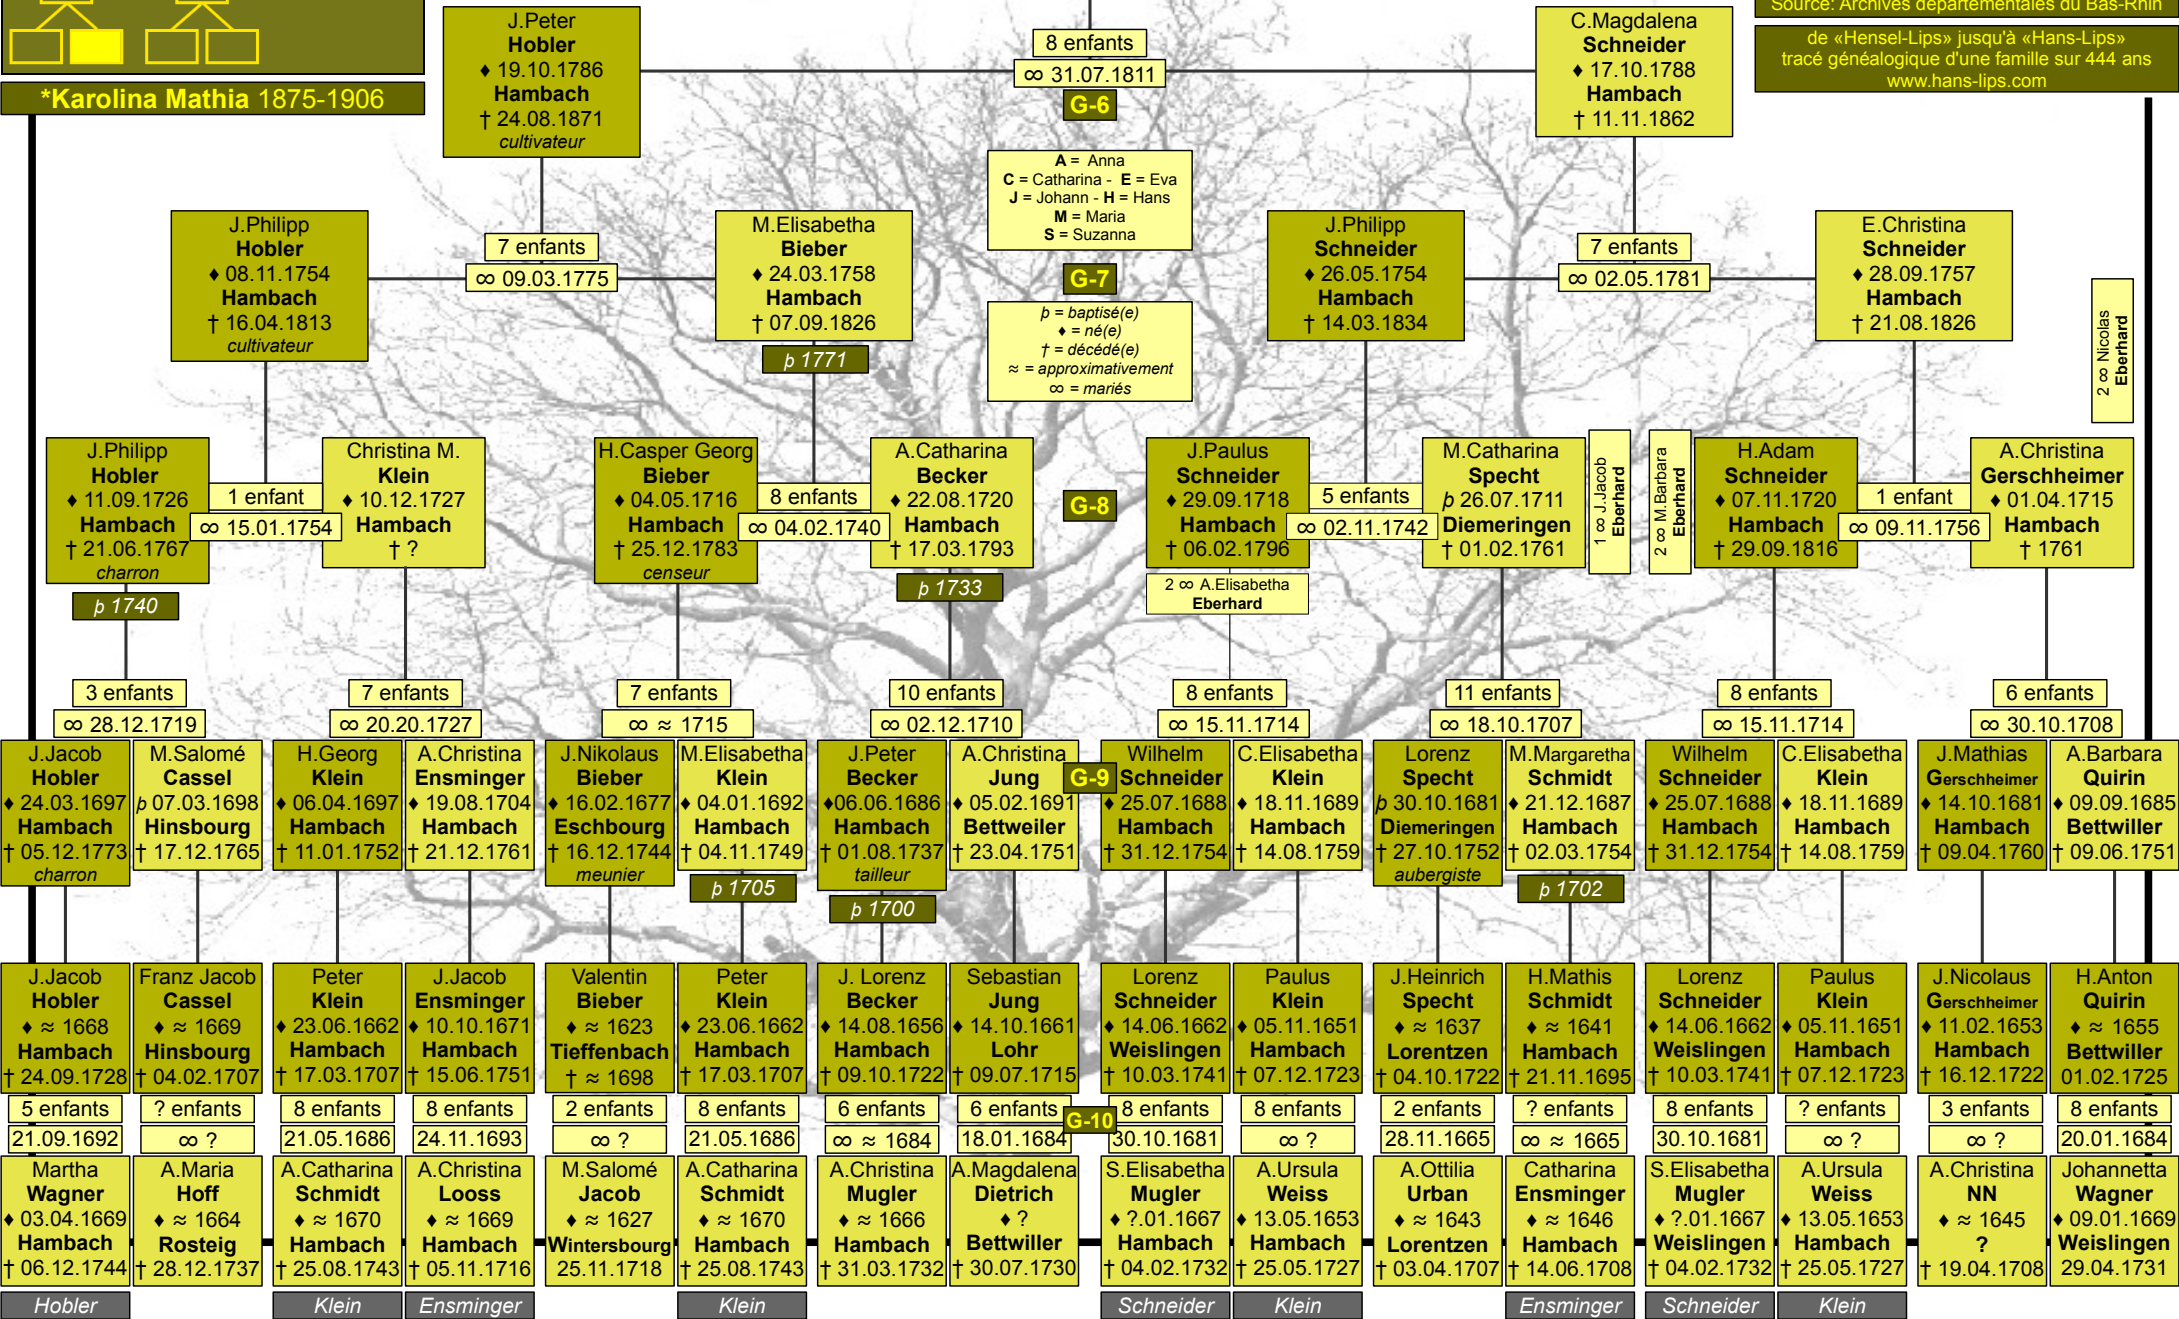 Source: Archives départementales du Bas-Rhin
de «Hensel-Lips» jusqu'à «Hans-Lips»
tracé généalogique d'une famille sur 444 ans
www.hans-lips.com
*Karolina Mathia 1875-1906
J.Peter
Hobler
♦ 19.10.1786
Hambach
† 24.08.1871
cultivateur
8 enfants
∞ 31.07.1811
G-6
C.Magdalena
Schneider
♦ 17.10.1788
Hambach
† 11.11.1862
A = Anna
C = Catharina - E = Eva
J = Johann - H = Hans
M = Maria
S = Suzanna
J.Philipp
Hobler
♦ 08.11.1754
Hambach
† 16.04.1813
cultivateur
7 enfants
∞ 09.03.1775
M.Elisabetha
Bieber
♦ 24.03.1758
Hambach
† 07.09.1826
þ 1771
G-7
þ = baptisé(e)
♦ = né(e)
† = décédé(e)
≈ = approximativement
∞ = mariés
J.Philipp
Schneider
♦ 26.05.1754
Hambach
† 14.03.1834
7 enfants
∞ 02.05.1781
E.Christina
Schneider
♦ 28.09.1757
Hambach
† 21.08.1826
2 ∞ Nicolas
Eberhard
J.Philipp
Hobler
♦ 11.09.1726
Hambach
† 21.06.1767
charron
þ 1740
1 enfant
∞ 15.01.1754
Christina M.
Klein
♦ 10.12.1727
Hambach
† ?
H.Casper Georg
Bieber
♦ 04.05.1716
Hambach
† 25.12.1783
censeur
8 enfants
∞ 04.02.1740
A.Catharina
Becker
♦ 22.08.1720
Hambach
† 17.03.1793
þ 1733
G-8
J.Paulus
Schneider
♦ 29.09.1718
Hambach
† 06.02.1796
2 ∞ A.Elisabetha
Eberhard
5 enfants
∞ 02.11.1742
M.Catharina
Specht
þ 26.07.1711
Diemeringen
† 01.02.1761
1 ∞ J.Jacob
Eberhard
2 ∞ M.Barbara
Eberhard
H.Adam
Schneider
♦ 07.11.1720
Hambach
† 29.09.1816
1 enfant
∞ 09.11.1756
A.Christina
Gerschheimer
♦ 01.04.1715
Hambach
† 1761
3 enfants
∞ 28.12.1719
7 enfants
∞ 20.20.1727
7 enfants
∞ ≈ 1715
10 enfants
∞ 02.12.1710
8 enfants
∞ 15.11.1714
11 enfants
∞ 18.10.1707
8 enfants
∞ 15.11.1714
6 enfants
∞ 30.10.1708
J.Jacob
Hobler
♦ 24.03.1697
Hambach
† 05.12.1773
charron
M.Salomé
Cassel
þ 07.03.1698
Hinsbourg
† 17.12.1765
H.Georg
Klein
♦ 06.04.1697
Hambach
† 11.01.1752
A.Christina
Ensminger
♦ 19.08.1704
Hambach
† 21.12.1761
J.Nikolaus
Bieber
♦ 16.02.1677
Eschbourg
† 16.12.1744
meunier
M.Elisabetha
Klein
♦ 04.01.1692
Hambach
† 04.11.1749
þ 1705
J.Peter
Becker
♦06.06.1686
Hambach
† 01.08.1737
tailleur
þ 1700
A.Christina
Jung
♦ 05.02.1691
Bettweiler
† 23.04.1751
G-9
Wilhelm
Schneider
♦ 25.07.1688
Hambach
† 31.12.1754
C.Elisabetha
Klein
♦ 18.11.1689
Hambach
† 14.08.1759
Lorenz
Specht
þ 30.10.1681
Diemeringen
† 27.10.1752
aubergiste
M.Margaretha
Schmidt
♦ 21.12.1687
Hambach
† 02.03.1754
þ 1702
Wilhelm
Schneider
♦ 25.07.1688
Hambach
† 31.12.1754
C.Elisabetha
Klein
♦ 18.11.1689
Hambach
† 14.08.1759
J.Mathias
Gerschheimer
♦ 14.10.1681
Hambach
† 09.04.1760
A.Barbara
Quirin
♦ 09.09.1685
Bettwiller
† 09.06.1751
J.Jacob
Hobler
♦ ≈ 1668
Hambach
† 24.09.1728
Franz Jacob
Cassel
♦ ≈ 1669
Hinsbourg
† 04.02.1707
Peter
Klein
♦ 23.06.1662
Hambach
† 17.03.1707
J.Jacob
Ensminger
♦ 10.10.1671
Hambach
† 15.06.1751
Valentin
Bieber
♦ ≈ 1623
Tieffenbach
† ≈ 1698
Peter
Klein
♦ 23.06.1662
Hambach
† 17.03.1707
J. Lorenz
Becker
♦ 14.08.1656
Hambach
† 09.10.1722
Sebastian
Jung
♦ 14.10.1661
Lohr
† 09.07.1715
Lorenz
Schneider
♦ 14.06.1662
Weislingen
† 10.03.1741
Paulus
Klein
♦ 05.11.1651
Hambach
† 07.12.1723
J.Heinrich
Specht
♦ ≈ 1637
Lorentzen
† 04.10.1722
H.Mathis
Schmidt
♦ ≈ 1641
Hambach
† 21.11.1695
Lorenz
Schneider
♦ 14.06.1662
Weislingen
† 10.03.1741
Paulus
Klein
♦ 05.11.1651
Hambach
† 07.12.1723
J.Nicolaus
Gerschheimer
♦ 11.02.1653
Hambach
† 16.12.1722
H.Anton
Quirin
♦ ≈ 1655
Bettwiller
01.02.1725
5 enfants
21.09.1692
? enfants
∞ ?
8 enfants
21.05.1686
8 enfants
24.11.1693
2 enfants
∞ ?
8 enfants
21.05.1686
6 enfants
∞ ≈ 1684
6 enfants
18.01.1684
G-10
8 enfants
30.10.1681
8 enfants
∞ ?
2 enfants
28.11.1665
? enfants
∞ ≈ 1665
8 enfants
30.10.1681
? enfants
∞ ?
3 enfants
∞ ?
8 enfants
20.01.1684
Martha
Wagner
♦ 03.04.1669
Hambach
† 06.12.1744
A.Maria
Hoff
♦ ≈ 1664
Rosteig
† 28.12.1737
A.Catharina
Schmidt
♦ ≈ 1670
Hambach
† 25.08.1743
A.Christina
Looss
♦ ≈ 1669
Hambach
† 05.11.1716
M.Salomé
Jacob
♦ ≈ 1627
Wintersbourg
25.11.1718
A.Catharina
Schmidt
♦ ≈ 1670
Hambach
† 25.08.1743
A.Christina
Mugler
♦ ≈ 1666
Hambach
† 31.03.1732
A.Magdalena
Dietrich
♦ ?
Bettwiller
† 30.07.1730
S.Elisabetha
Mugler
♦ ?.01.1667
Hambach
† 04.02.1732
A.Ursula
Weiss
♦ 13.05.1653
Hambach
† 25.05.1727
A.Ottilia
Urban
♦ ≈ 1643
Lorentzen
† 03.04.1707
Catharina
Ensminger
♦ ≈ 1646
Hambach
† 14.06.1708
S.Elisabetha
Mugler
♦ ?.01.1667
Weislingen
† 04.02.1732
A.Ursula
Weiss
♦ 13.05.1653
Hambach
† 25.05.1727
A.Christina
NN
♦ ≈ 1645
?
† 19.04.1708
Johannetta
Wagner
♦ 09.01.1669
Weislingen
29.04.1731
Hobler
Klein
Ensminger
Klein
Schneider
Klein
Ensminger
Schneider
Klein